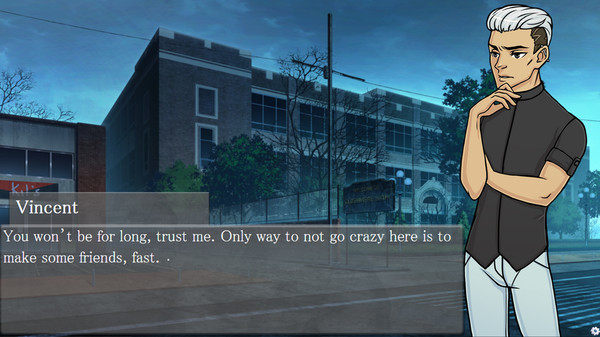 Vincent
You won't be for long, trust me. Only way to not go crazy here is to
make some friends, fast. .